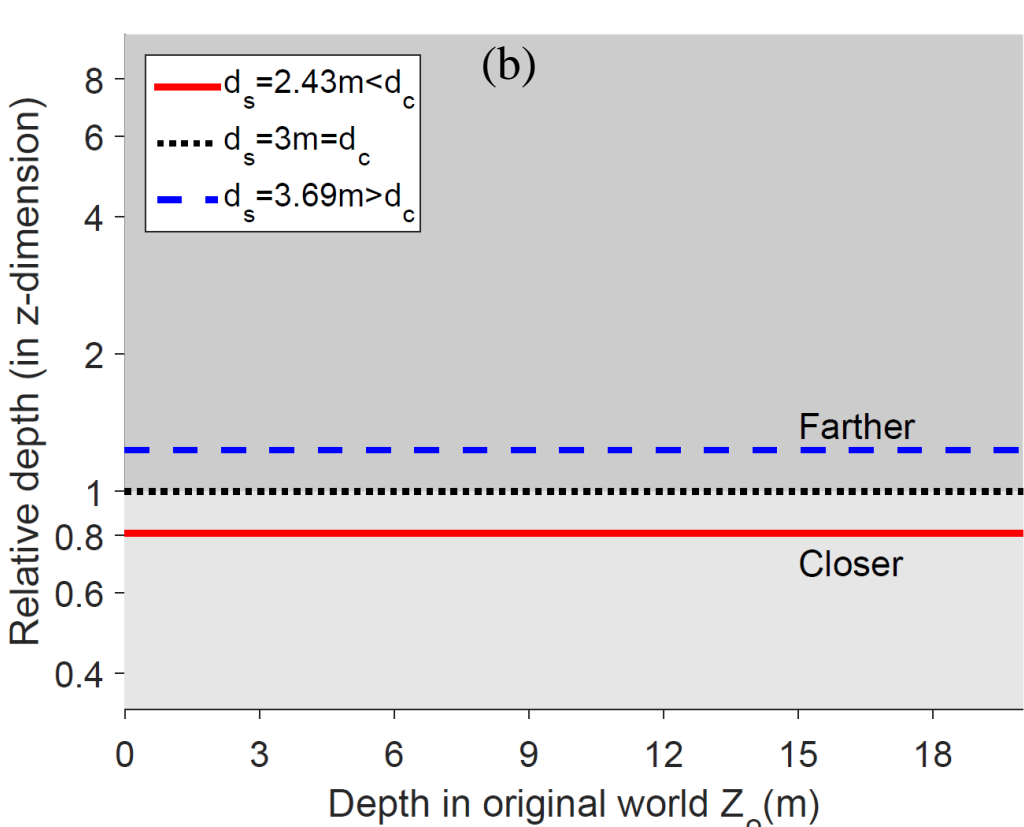 (b)
d_s=2.43m<d_c
d_s=3m=d_c
d_s=3.69m>d_c
Relative depth (in z-dimension)
8
6
4
2
1
0.8
0.6
0.4
Farther
Closer
0 3 6 9 12 15 18
Depth in original world Z_o(m)